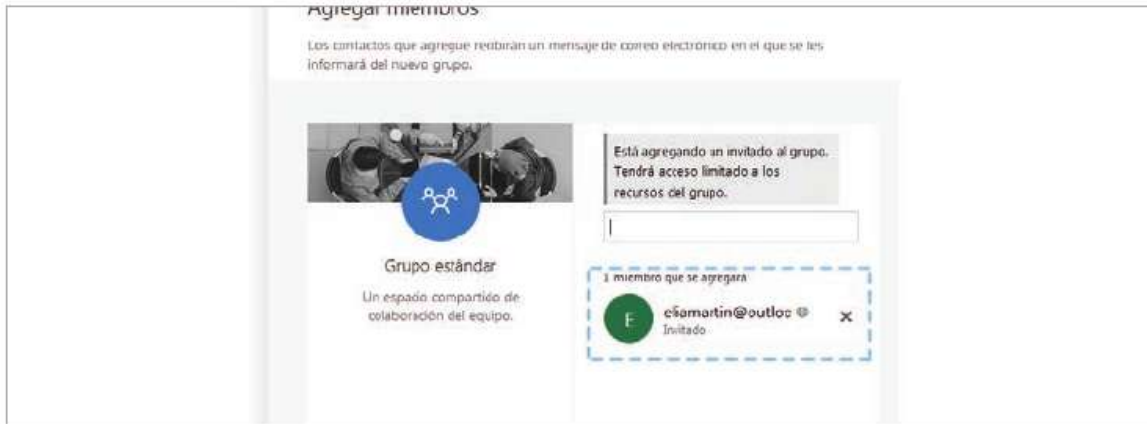 Agregar miembros
Los contactos que agregue recibirán un mensaje de correo electrónico en el que se les
informará del nuevo grupo.
Está agregando un invitado al grupo.
Tendrá acceso limitado a los
recursos del grupo.
Grupo estándar
Un espacio compartido de
colaboración del equipo.
1 miembro que se agregará
E
eliamartin@outloo
Invitado